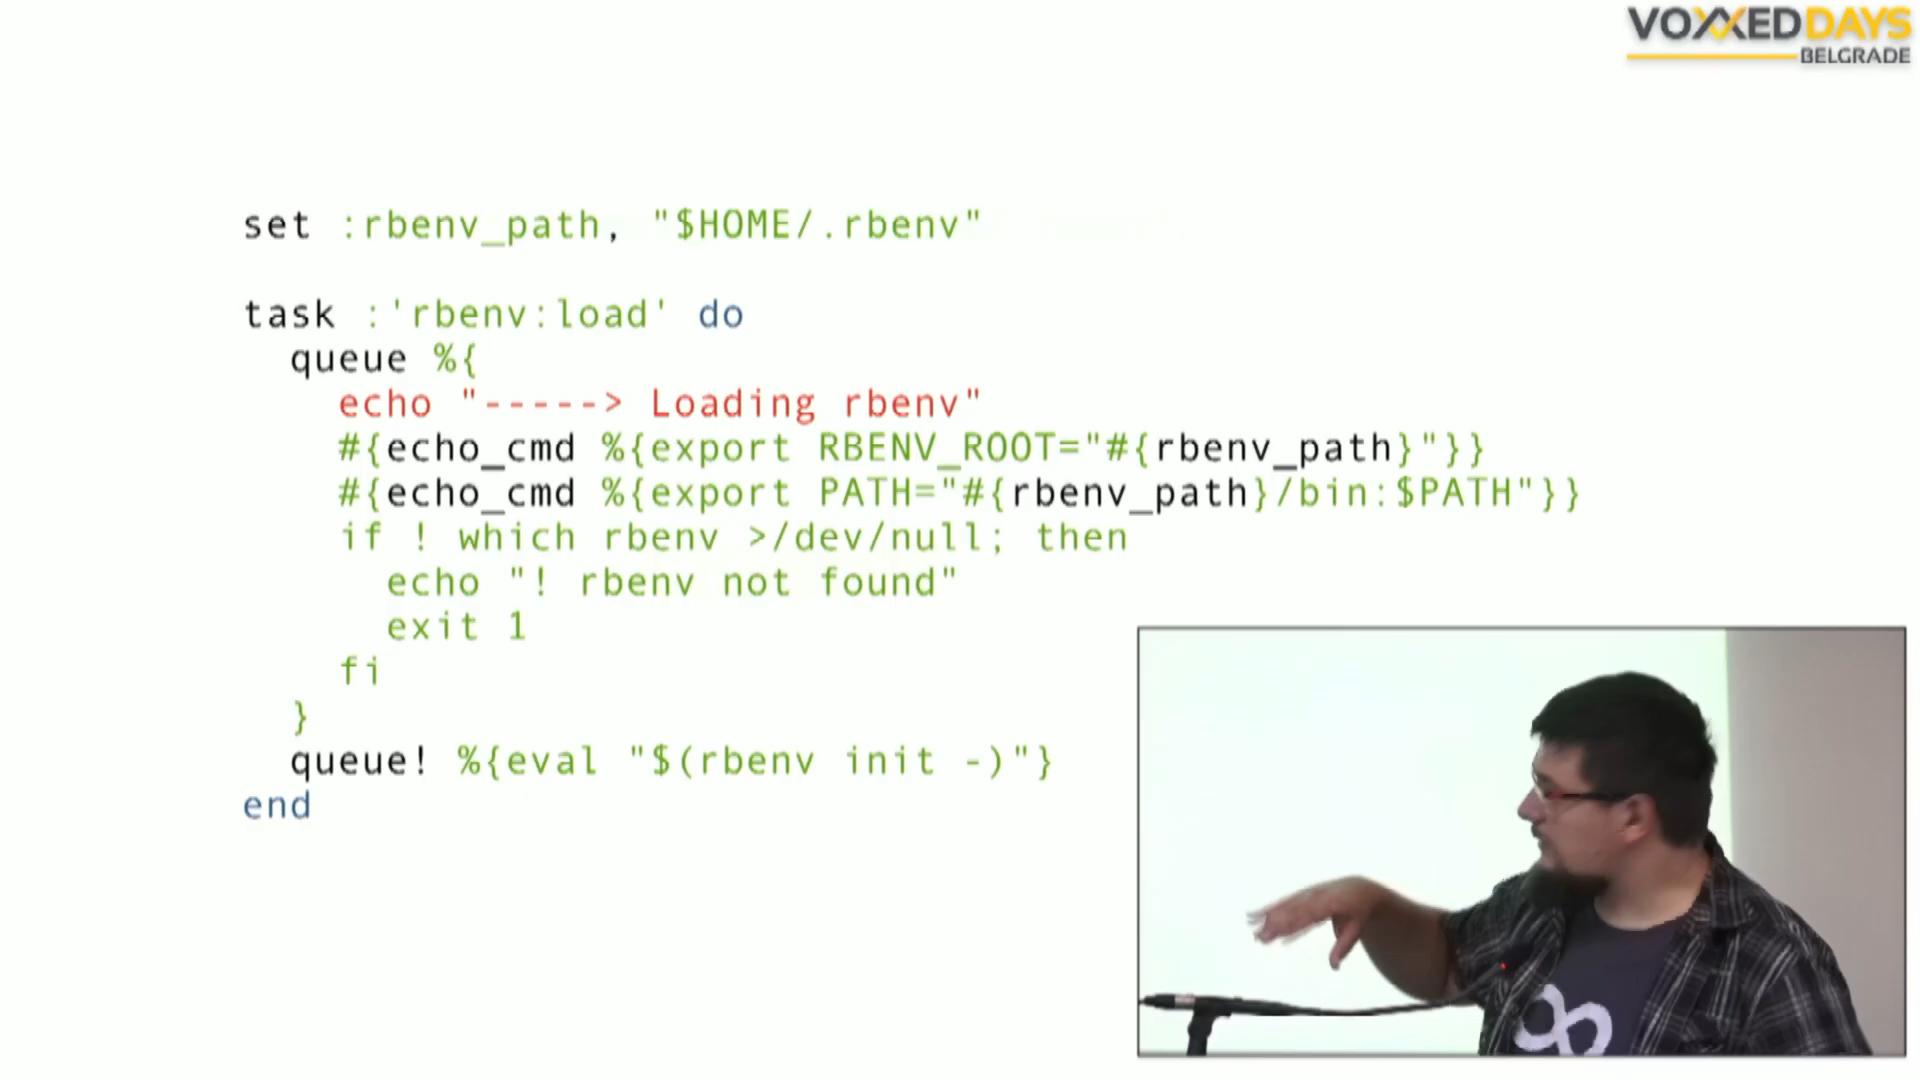 VOXXEDDAYS
BELGRADE
set :rbenv_path, "$HOME/.rbenv"
task :'rbenv:load' do
queue %{
echo "-----> Loading rbenv"
#{echo_cmd %{export RBENV_ROOT="#{rbenv_path}"}}
#{echo_cmd %{export PATH="#{rbenv_path}/bin:$PATH"}}
if ! which rbenv >/dev/null; then
echo "! rbenv not found"
exit 1
fi
}
queue! %{eval "$(rbenv init -)"}
end